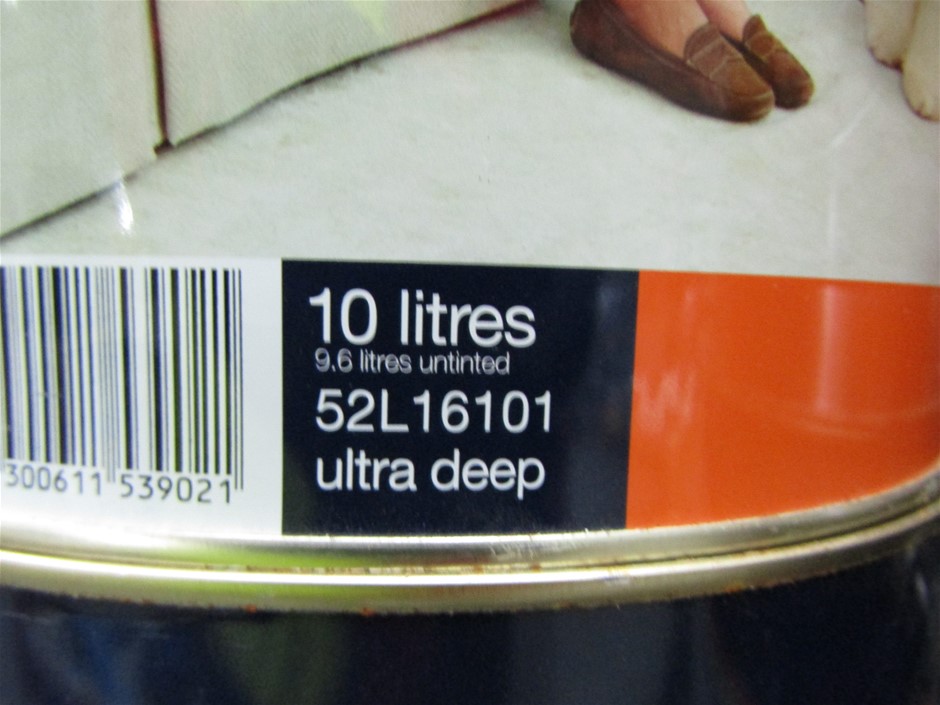 10 litres
9.6 litres untinted
52L16101
ultra deep
300611 539021